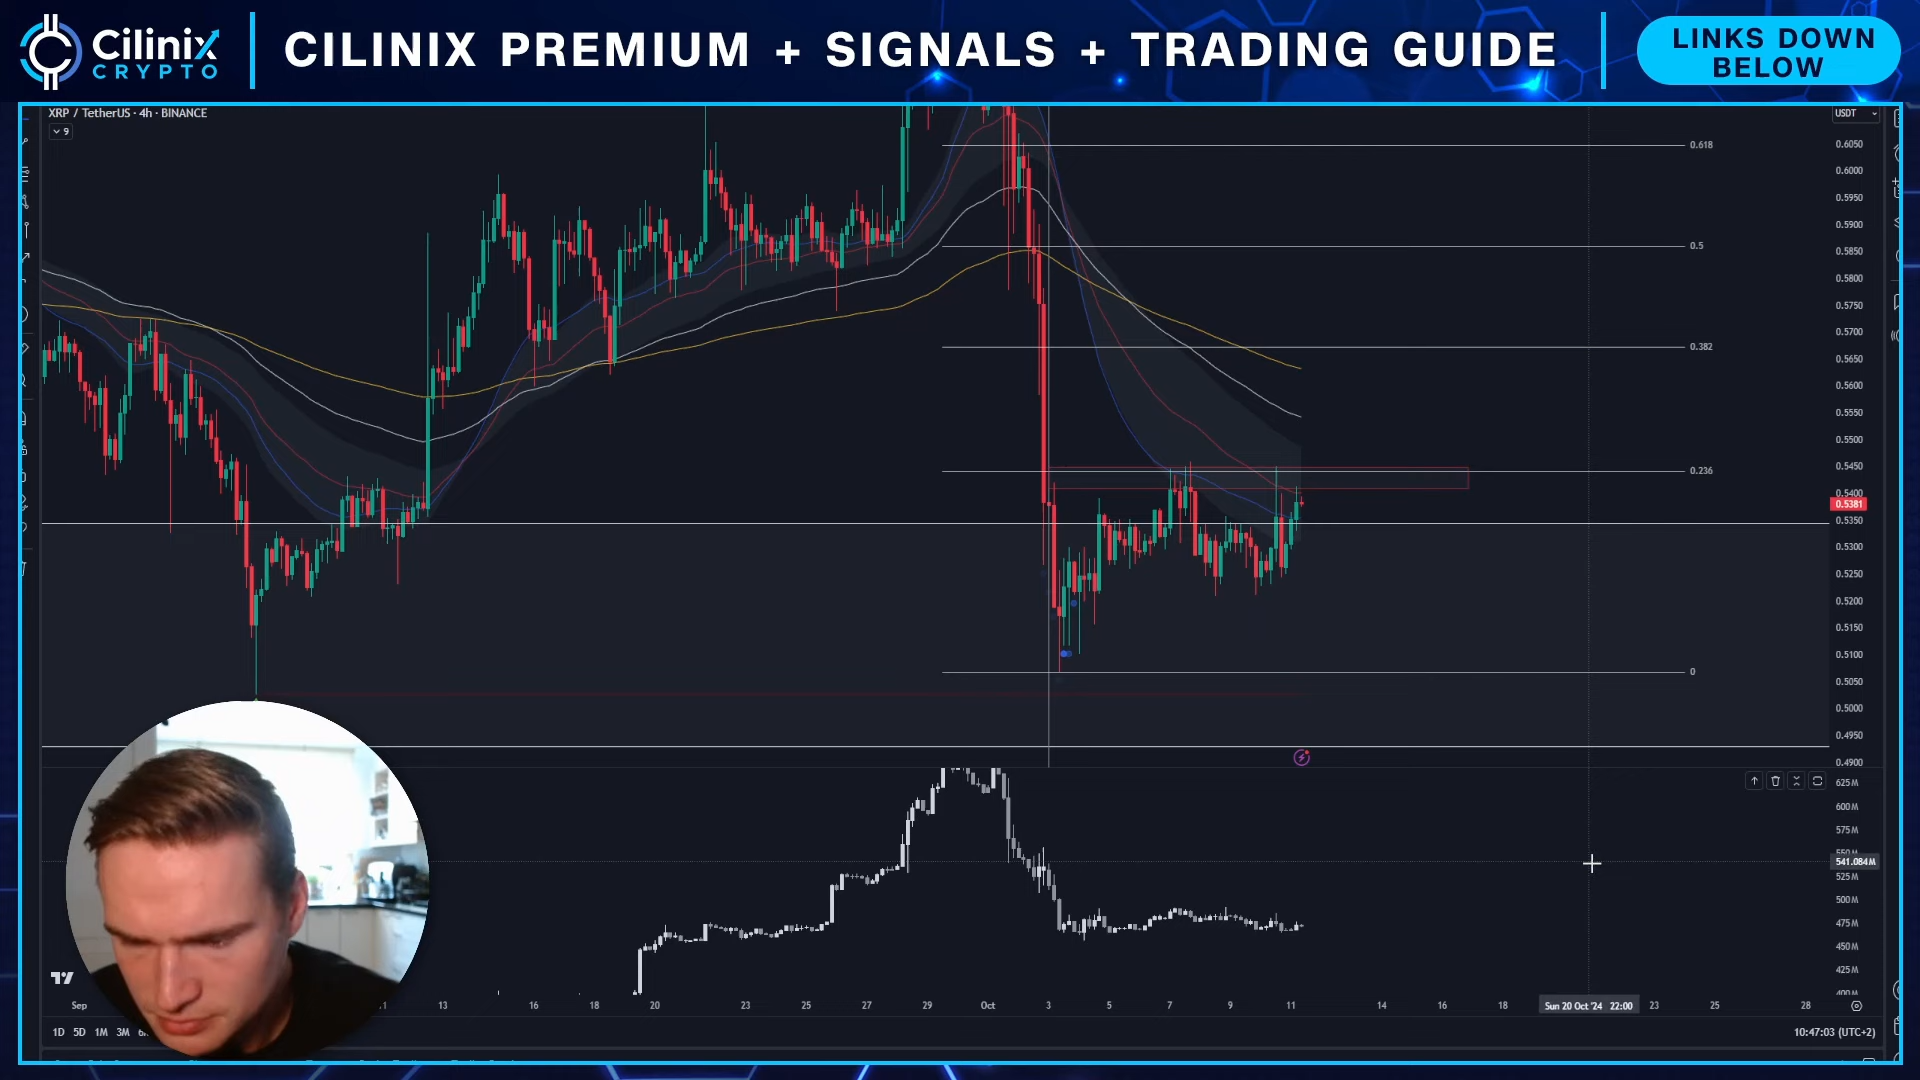 Cilinix
CRYPTO
CILINIX PREMIUM + SIGNALS + TRADING GUIDE
LINKS DOWN
BELOW
XRP / TetherUS · 4h · BINANCE
9
USDT
0.6050
0.6000
0.5950
0.5900
0.5850
0.5800
0.5750
0.5700
0.5650
0.5600
0.5550
0.5500
0.5450
0.5400
0.5381
0.5350
0.5300
0.5250
0.5200
0.5150
0.5100
0.5050
0.5000
0.4950
0.4900
0.618
0.5
0.382
0.236
0
625M
600M
575M
541.084M
525M
500M
475M
450M
425M
Sep
13
16
18
20
23
25
27
29
Oct
3
5
7
9
11
14
16
18
Sun 20 Oct '24 22:00
23
25
28
1D 5D 1M 3M
10:47:03 (UTC+2)